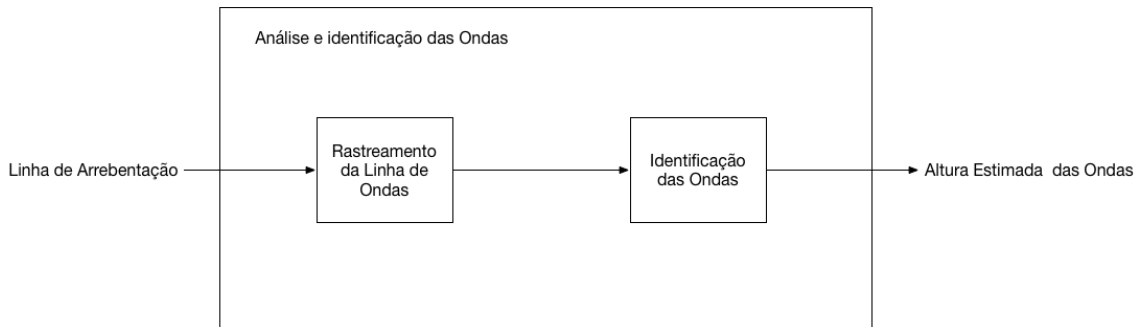 Análise e identificação das Ondas
Linha de Arrebentação
Rastreamento
da Linha de
Ondas
Identificação
das Ondas
Altura Estimada  das Ondas